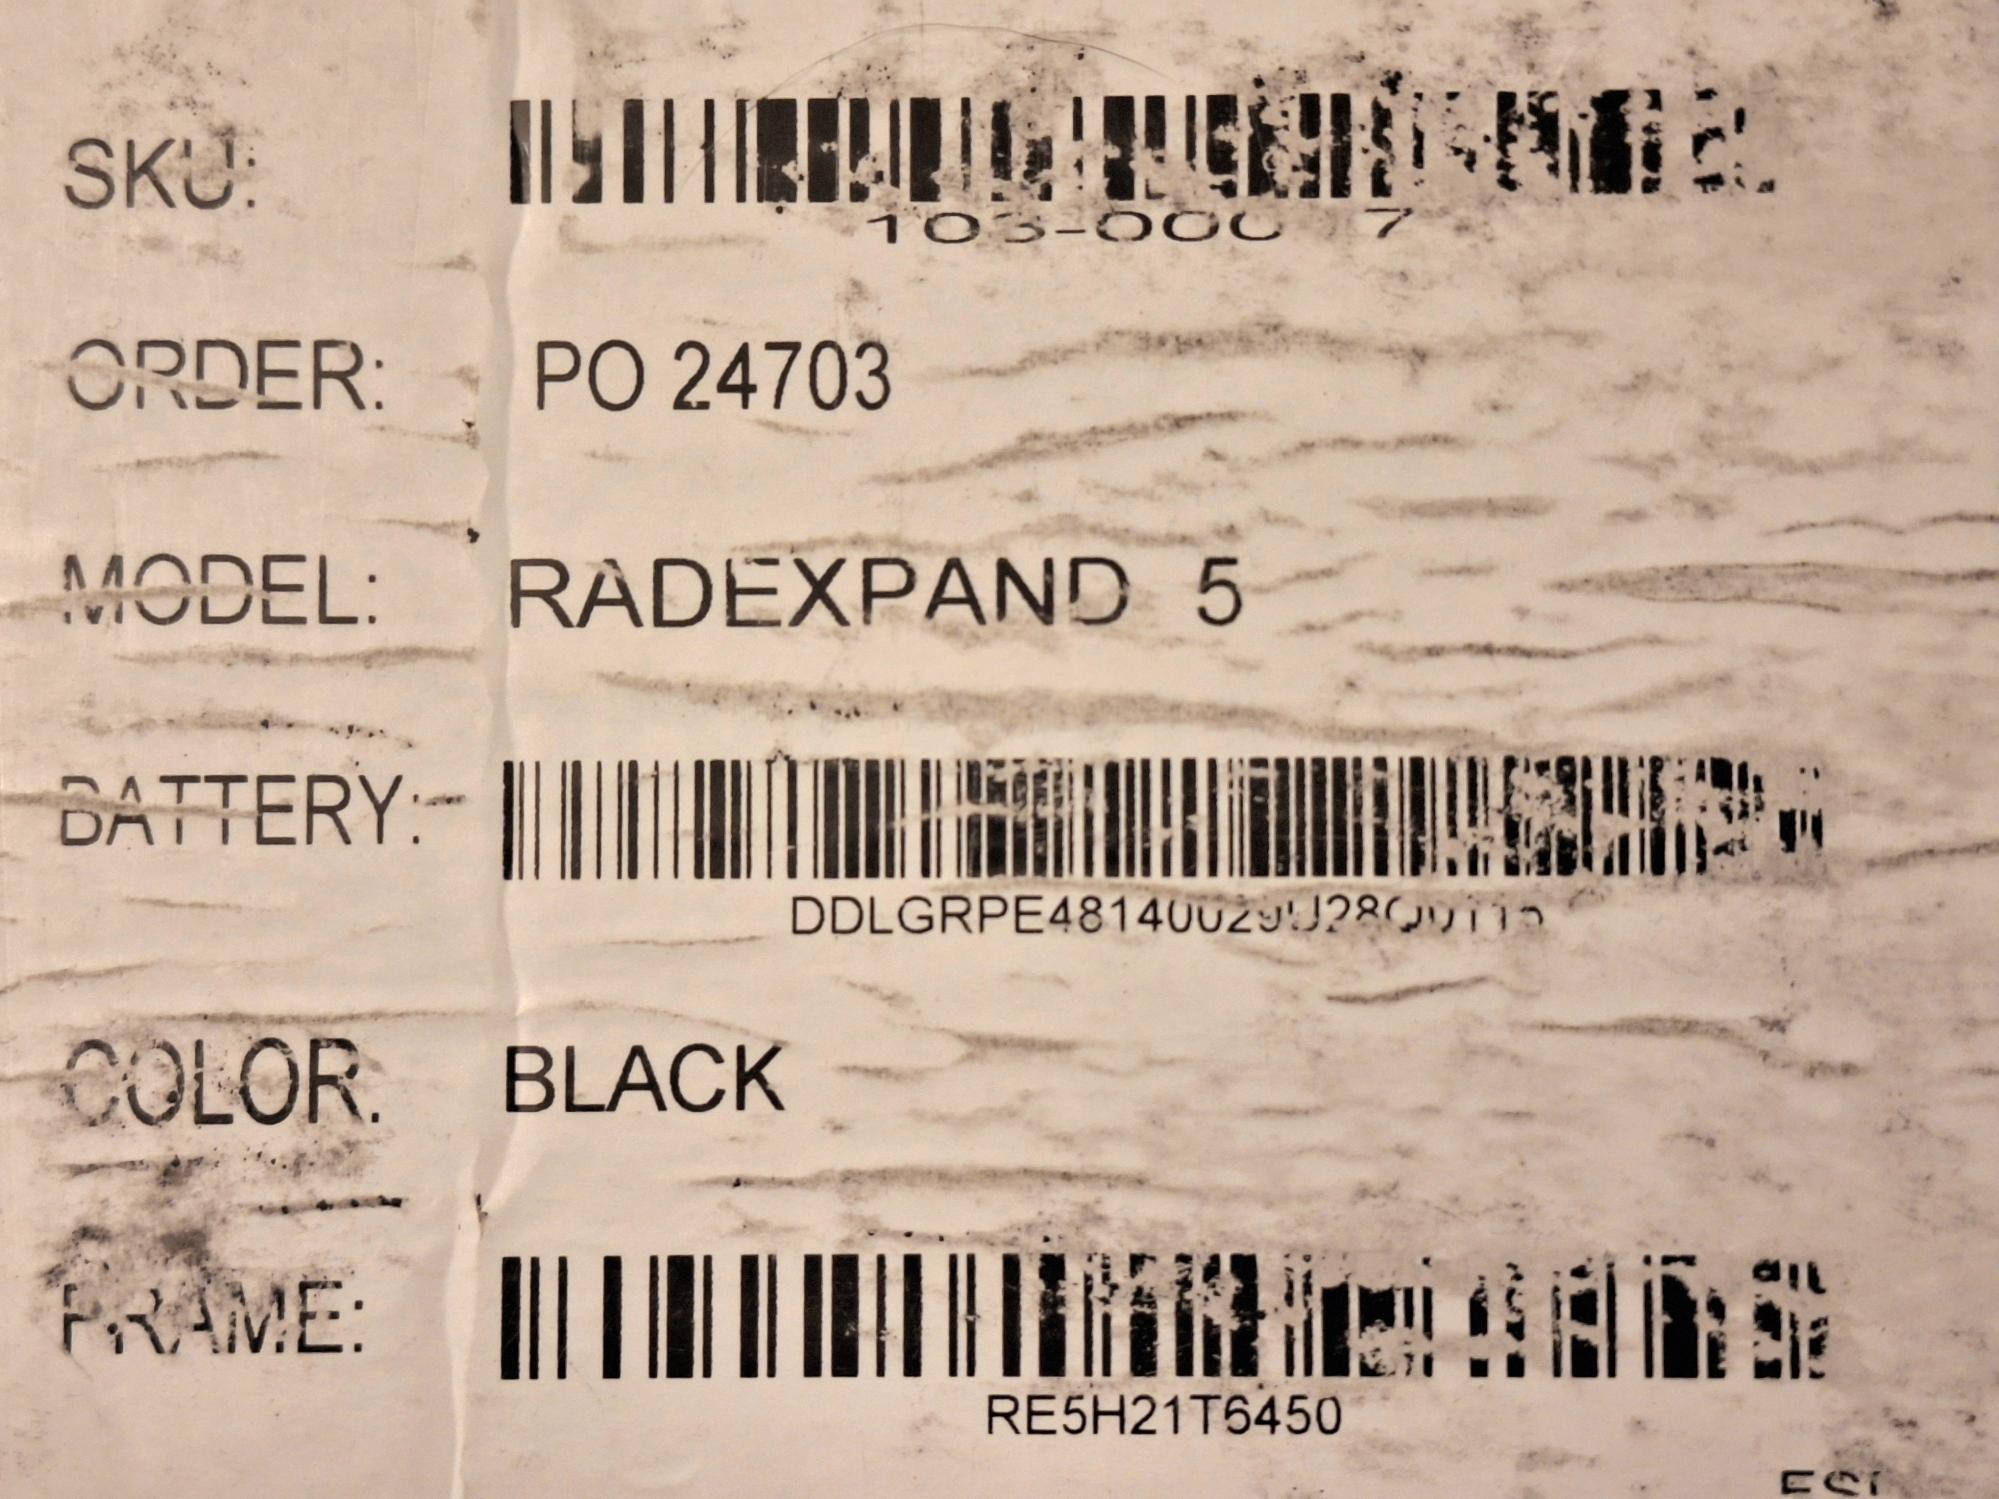 SKU:
ORDER: PO 24703
MODEL: RADEXPAND 5
BATTERY:
COLOR: BLACK
FRAME:
RE5H21T6450